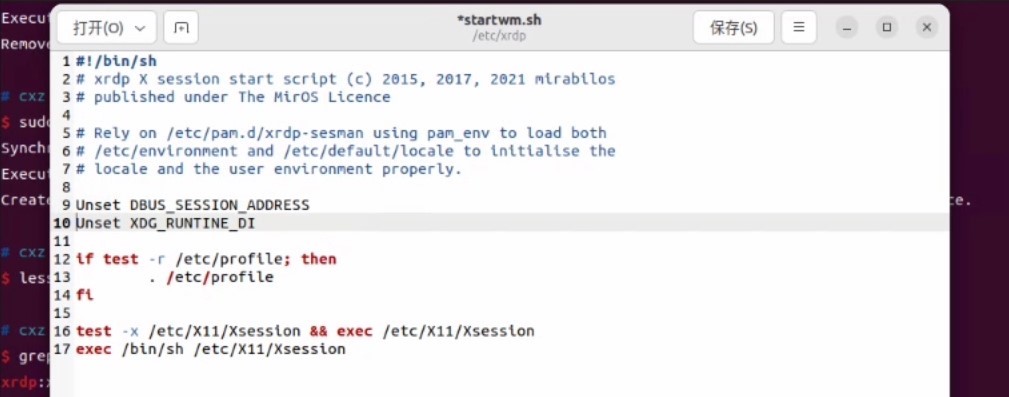 Execu
Remove
# cxz
$ sudo
Synch
Execu
Create
# cxz
$ less
# cxz
$ grep
xrdp:x
打开(O)
*startwm.sh
/etc/xrdp
保存(S)
1 #!/bin/sh
2 # xrdp X session start script (c) 2015, 2017, 2021 mirabilos
3 # published under The MirOS Licence
4
5 # Rely on /etc/pam.d/xrdp-sesman using pam_env to load both
6 # /etc/environment and /etc/default/locale to initialise the
7 # locale and the user environment properly.
8
9 Unset DBUS_SESSION_ADDRESS
10 Unset XDG_RUNTINE_DI
11
12 if test -r /etc/profile; then
13 . /etc/profile
14 fi
15
16 test -x /etc/X11/Xsession && exec /etc/X11/Xsession
17 exec /bin/sh /etc/X11/Xsession
ce.